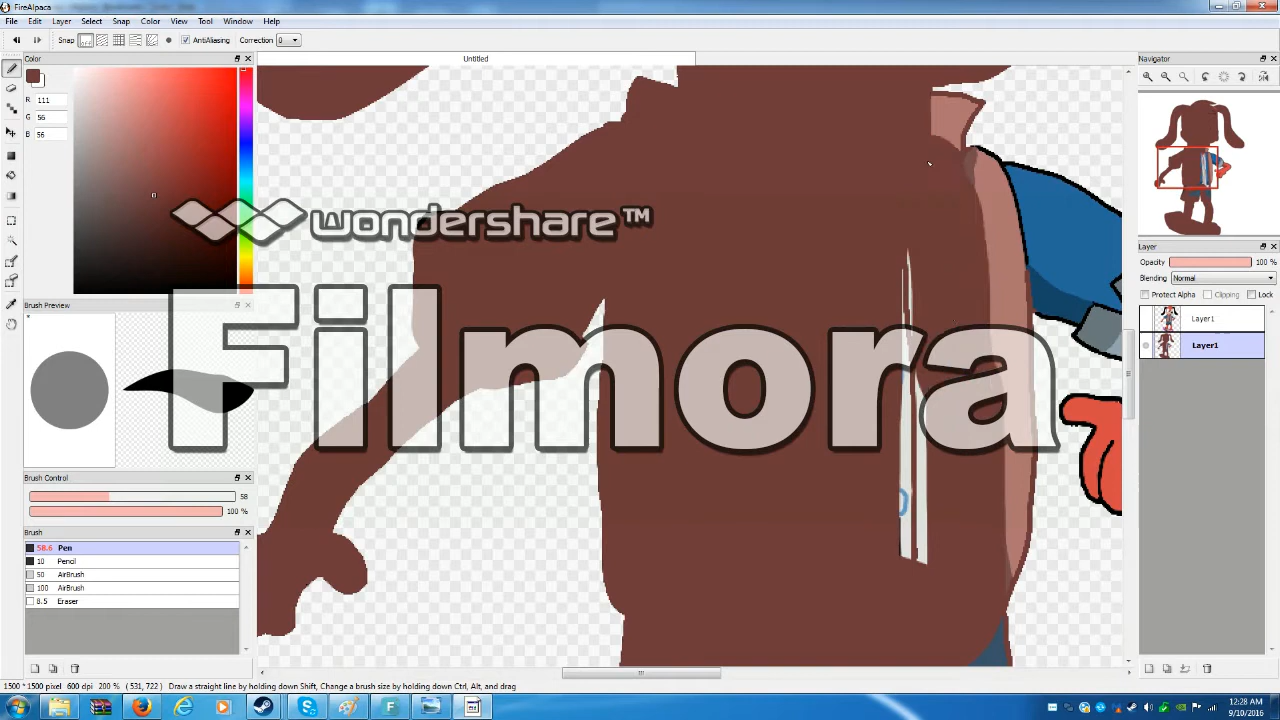 FireAlpaca
File Edit Layer Select Snap Color View Tool Window Help
Snap off AntiAliasing Correction 0
Color
Untitled
Navigator
R 111
G 56
B 56
wondershare™
Filmora
Layer
Opacity 100 %
Blending Normal
Protect Alpha Clipping Lock
Layer1
Layer1
Brush Preview
Brush Control
58
100 %
Brush
58.6 Pen
10 Pencil
50 AirBrush
100 AirBrush
8.5 Eraser
1500 * 1500 pixel 600 dpi 200 % ( 531, 722 ) Draw a straight line by holding down Shift, Change a brush size by holding down Ctrl, Alt, and drag
12:28 AM
9/10/2016